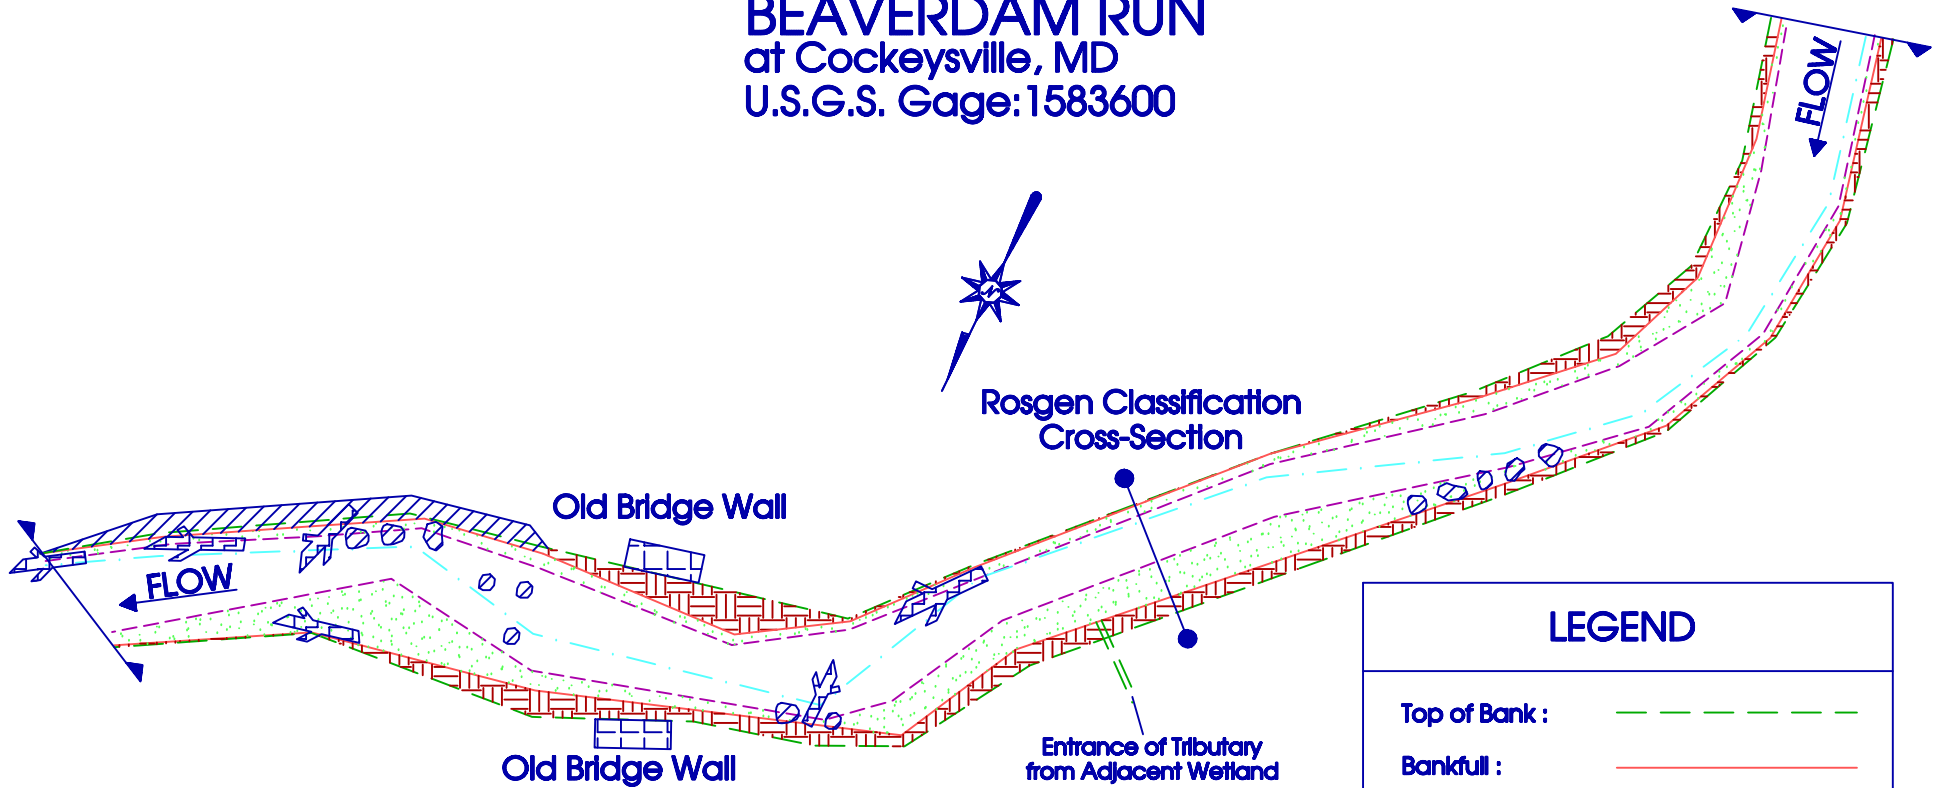 BEAVERDAM RUN
at Cockeysville, MD
U.S.G.S. Gage:1583600
FLOW
N
Rosgen Classification
Cross-Section
Old Bridge Wall
FLOW
LEGEND
Top of Bank :
Bankfull :
Entrance of Tributary
from Adjacent Wetland
Old Bridge Wall